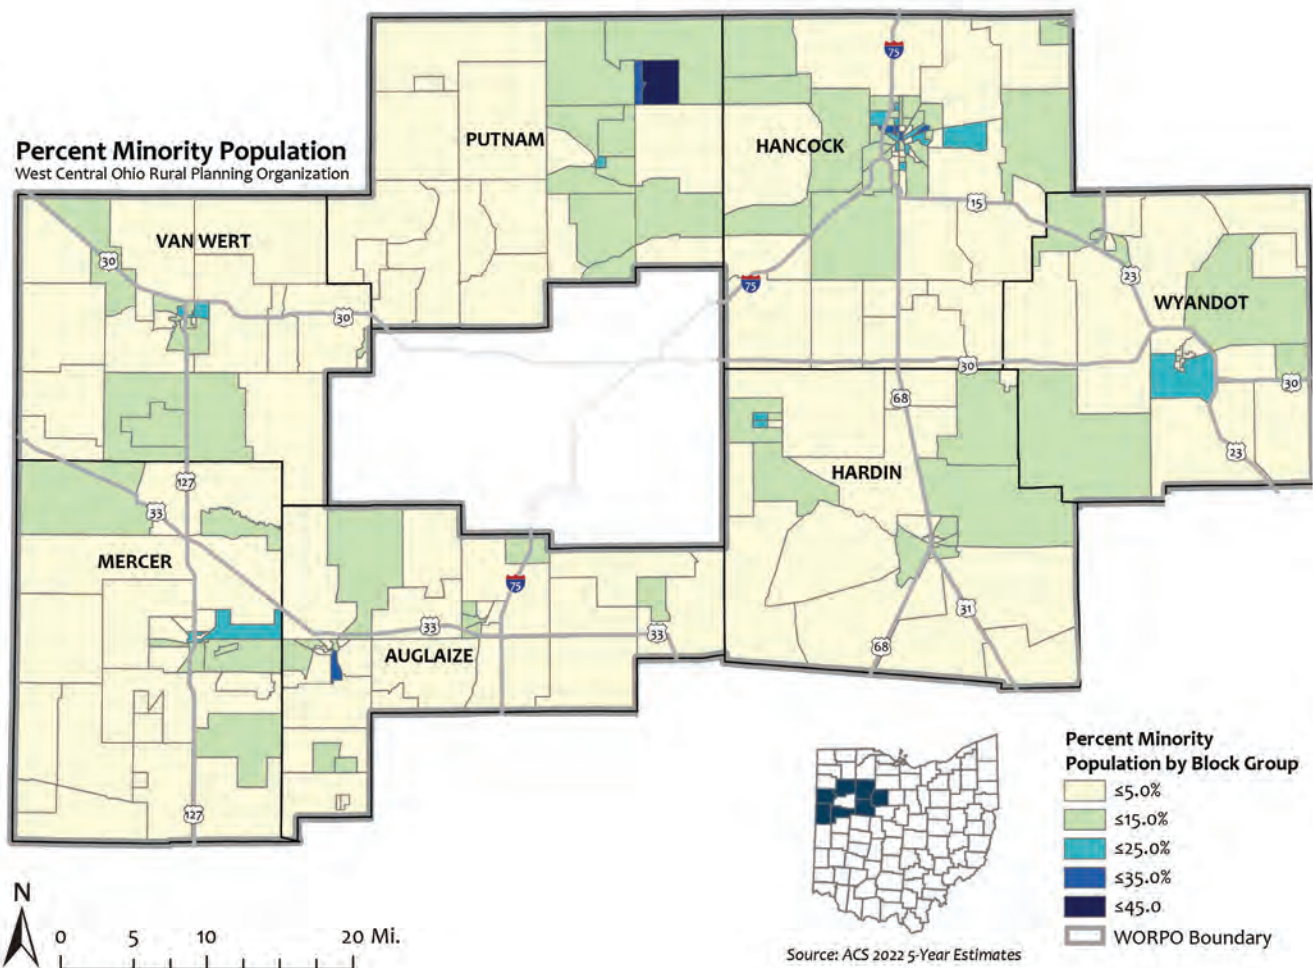 Percent Minority Population
West Central Ohio Rural Planning Organization
PUTNAM
HANCOCK
VAN WERT
WYANDOT
HARDIN
MERCER
AUGLAIZE
75
15
30
23
75
30
30
30
68
23
127
33
75
33
33
31
68
127
N
0 5 10 20 Mi.
Percent Minority
Population by Block Group
≤5.0%
≤15.0%
≤25.0%
≤35.0%
≤45.0
WORPO Boundary
Source: ACS 2022 5-Year Estimates